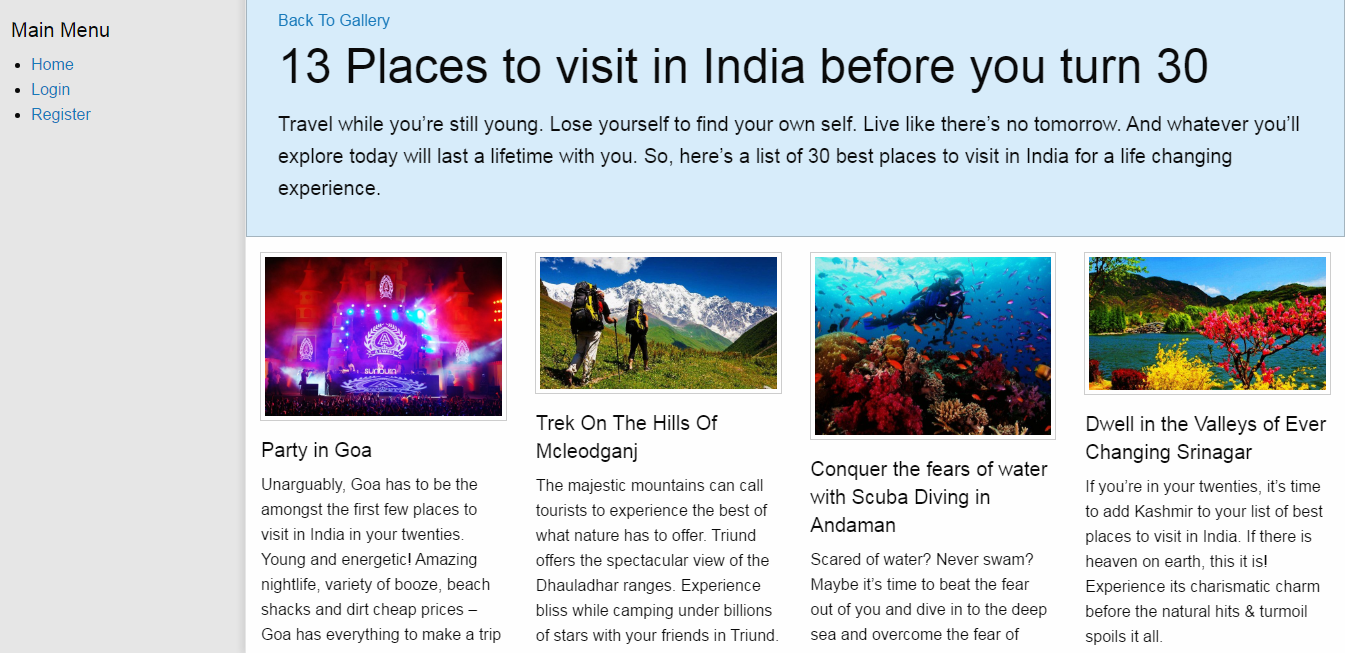 Main Menu
Home
Login
Register
Back To Gallery
13 Places to visit in India before you turn 30
Travel while you’re still young. Lose yourself to find your own self. Live like there’s no tomorrow. And whatever you’ll
explore today will last a lifetime with you. So, here’s a list of 30 best places to visit in India for a life changing
experience.
sunburn
Party in Goa
Unarguably, Goa has to be the
amongst the first few places to
visit in India in your twenties.
Young and energetic! Amazing
nightlife, variety of booze, beach
shacks and dirt cheap prices –
Goa has everything to make a trip
Trek On The Hills Of
Mcleodganj
The majestic mountains can call
tourists to experience the best of
what nature has to offer. Triund
offers the spectacular view of the
Dhauladhar ranges. Experience
bliss while camping under billions
of stars with your friends in Triund.
Conquer the fears of water
with Scuba Diving in
Andaman
Scared of water? Never swam?
Maybe it’s time to beat the fear
out of you and dive in to the deep
sea and overcome the fear of
Dwell in the Valleys of Ever
Changing Srinagar
If you’re in your twenties, it’s time
to add Kashmir to your list of best
places to visit in India. If there is
heaven on earth, this it is!
Experience its charismatic charm
before the natural hits & turmoil
spoils it all.